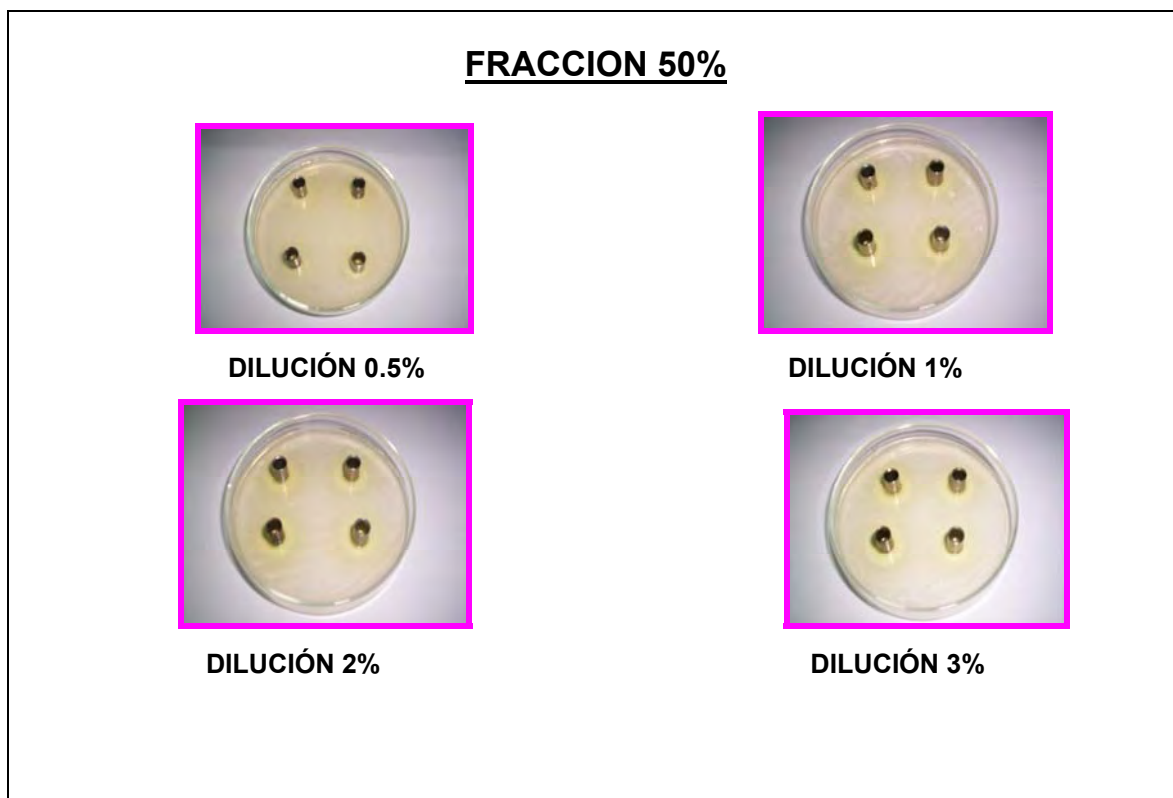 FRACCION 50%
DILUCIÓN 0.5%
DILUCIÓN 1%
DILUCIÓN 2%
DILUCIÓN 3%